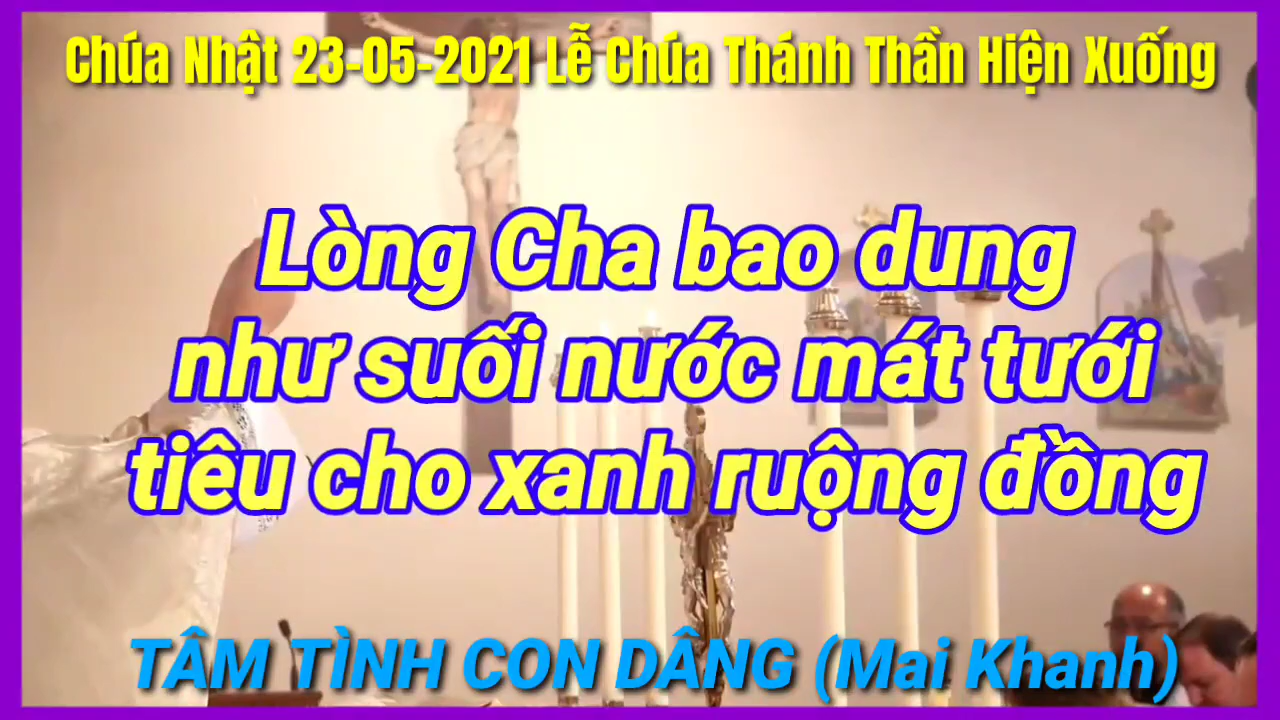 Chúa Nhật 23-05-2021 Lễ Chúa Thánh Thần Hiện Xuống
Lòng Cha bao dung
như suối nước mát tưới
tiêu cho xanh ruộng đồng
TÂM TÌNH CON DÂNG (Mai Khanh)